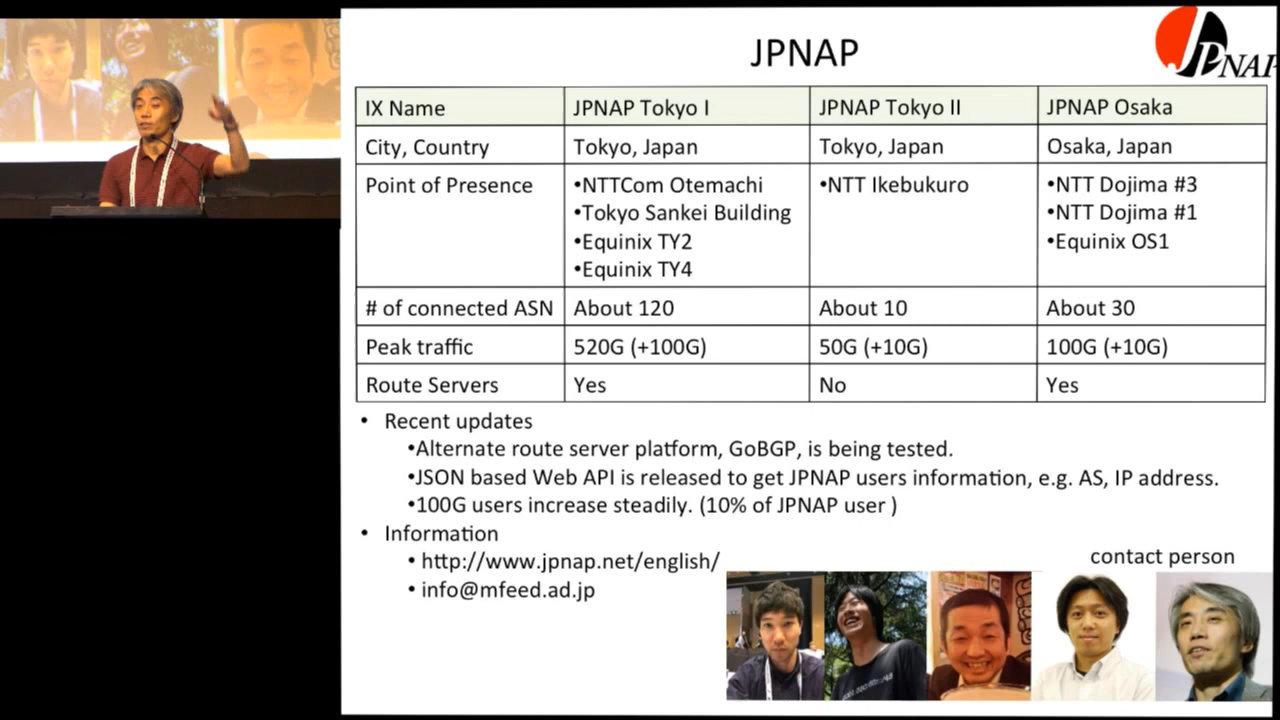 JPNAP
JPNAP
IX Name JPNAP Tokyo I JPNAP Tokyo II JPNAP Osaka
City, Country Tokyo, Japan Tokyo, Japan Osaka, Japan
Point of Presence •NTTCom Otemachi •NTT Ikebukuro •NTT Dojima #3
•Tokyo Sankei Building •NTT Dojima #1
•Equinix TY2 •Equinix OS1
•Equinix TY4
# of connected ASN About 120 About 10 About 30
Peak traffic 520G (+100G) 50G (+10G) 100G (+10G)
Route Servers Yes No Yes
• Recent updates
•Alternate route server platform, GoBGP, is being tested.
•JSON based Web API is released to get JPNAP users information, e.g. AS, IP address.
•100G users increase steadily. (10% of JPNAP user )
• Information
• http://www.jpnap.net/english/
• info@mfeed.ad.jp
contact person